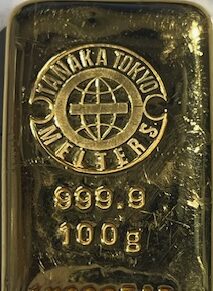 TANAKA TOKYO
MELTERS
999.9
100g